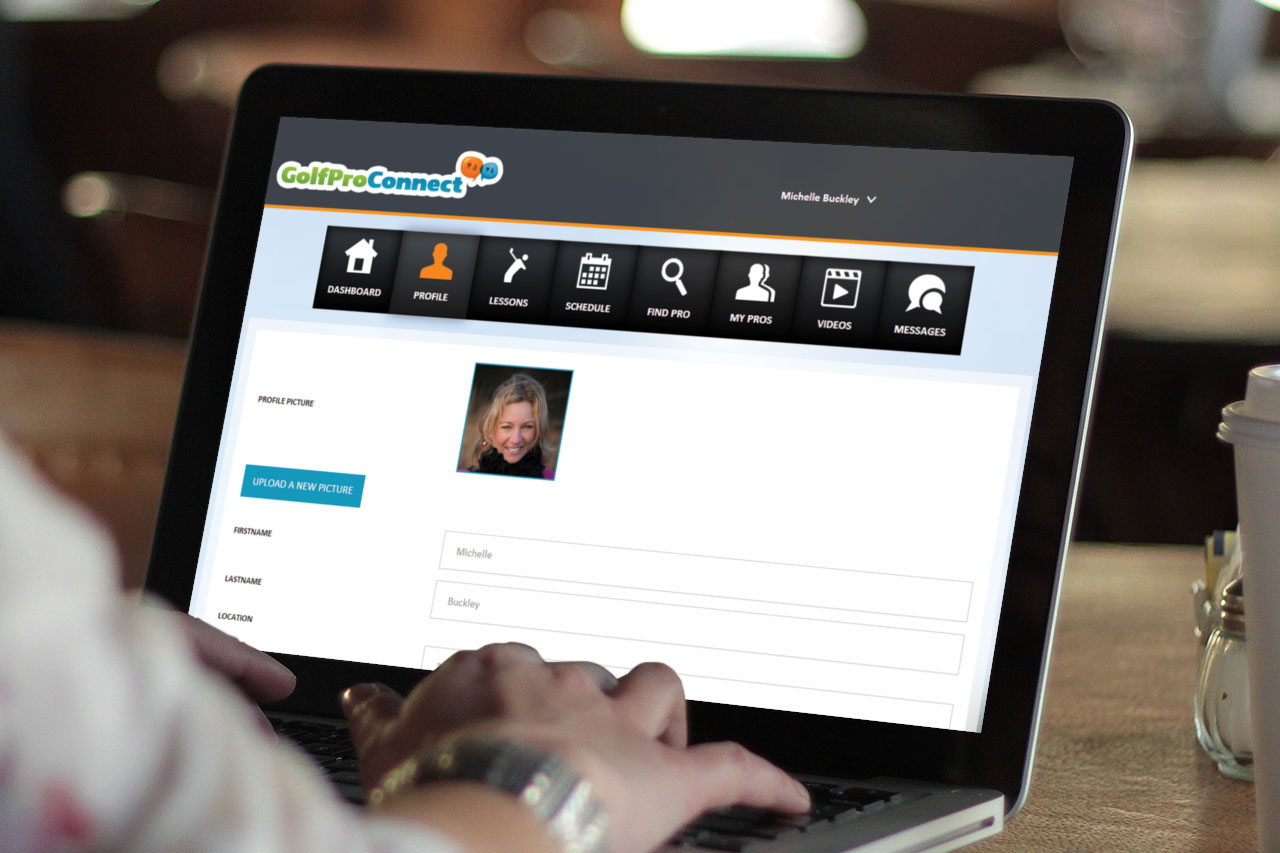 GolfProConnect
Michelle Buckley
DASHBOARD
PROFILE
LESSONS
SCHEDULE
FIND PRO
MY PROS
VIDEOS
MESSAGES
PROFILE PICTURE
UPLOAD A NEW PICTURE
FIRSTNAME
Michelle
LASTNAME
Buckley
LOCATION